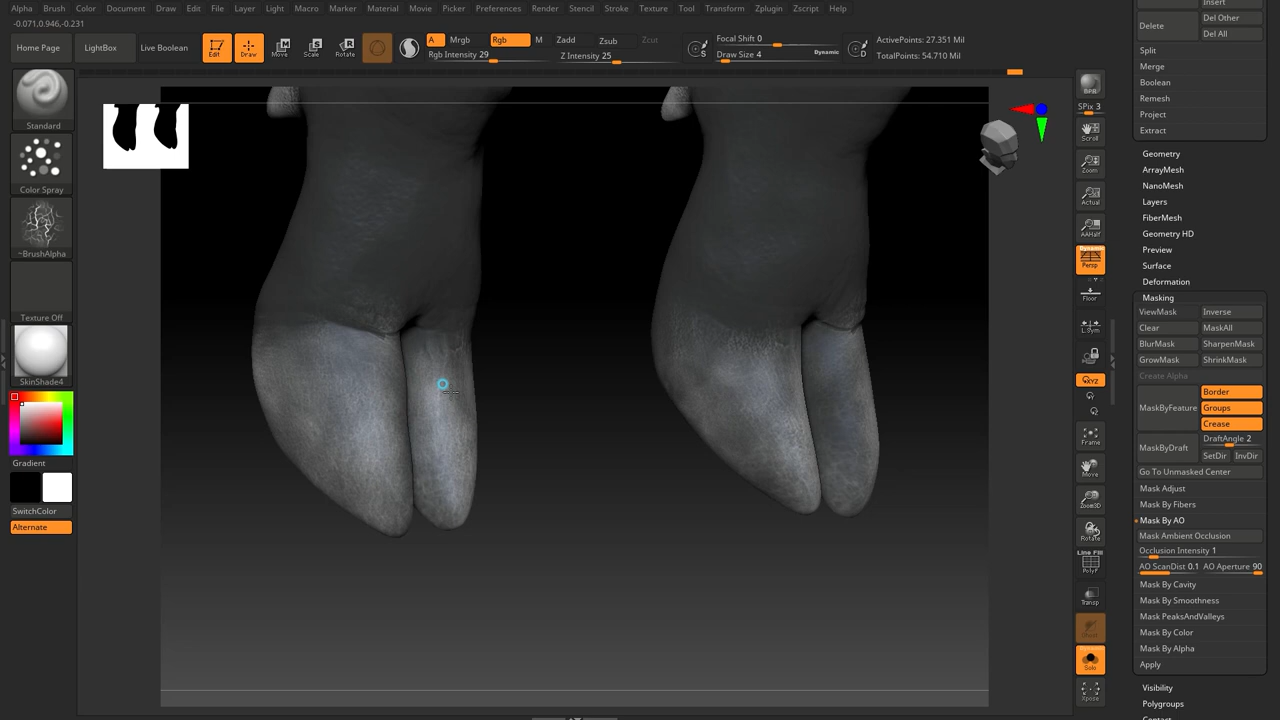 Alpha Brush Color Document Draw Edit File Layer Light Macro Marker Material Movie Picker Preferences Render Stencil Stroke Texture Tool Transform Zplugin Zscript Help
-0.071,0.946,-0.231
Home Page LightBox Live Boolean Edit Draw Move Scale Rotate A Mrgb Rgb M Zadd Zsub Zcut Focal Shift 0 ActivePoints: 27.351 Mil
Rgb Intensity 29 Z Intensity 25 Draw Size 4 Dynamic TotalPoints: 54.710 Mil
S D
Standard
Color Spray
~BrushAlpha
Texture Off
SkinShade4
Gradient
SwitchColor
Alternate
BPR
SPix 3
Scroll
Zoom
Actual
AAHalf
Dynamic
Persp
Floor
L.Sym
XYZ
Frame
Move
Zoom3D
Rotate
Line Fill
PolyF
Transp
Ghost
Dynamic
Solo
Xpose
Insert
Delete Del Other
Del All
Split
Merge
Boolean
Remesh
Project
Extract
Geometry
ArrayMesh
NanoMesh
Layers
FiberMesh
Geometry HD
Preview
Surface
Deformation
Masking
ViewMask Inverse
Clear MaskAll
BlurMask SharpenMask
GrowMask ShrinkMask
Create Alpha
Border
MaskByFeature Groups
Crease
MaskByDraft DraftAngle 2
SetDir InvDir
Go To Unmasked Center
Mask Adjust
Mask By Fibers
Mask By AO
Mask Ambient Occlusion
Occlusion Intensity 1
AO ScanDist 0.1 AO Aperture 90
Mask By Cavity
Mask By Smoothness
Mask PeaksAndValleys
Mask By Color
Mask By Alpha
Apply
Visibility
Polygroups